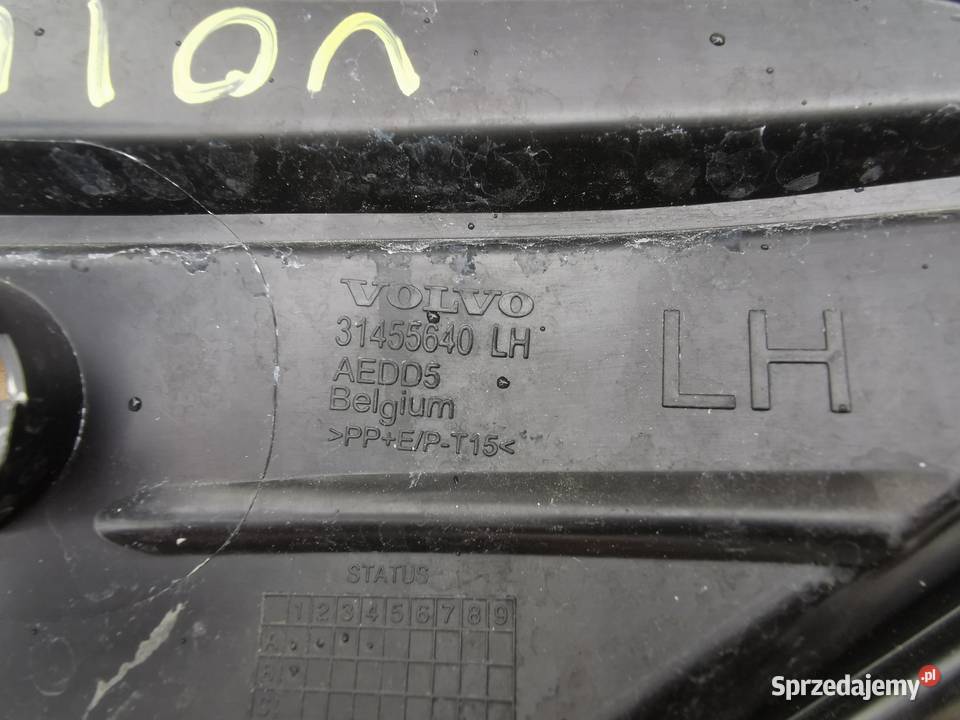 VOLVO
31455640 LH
AEDD5
Belgium
>PP+E/P-T15<
LH
STATUS
1 2 3 4 5 6 7 8 9
A
B
Sprzedajemy.pl